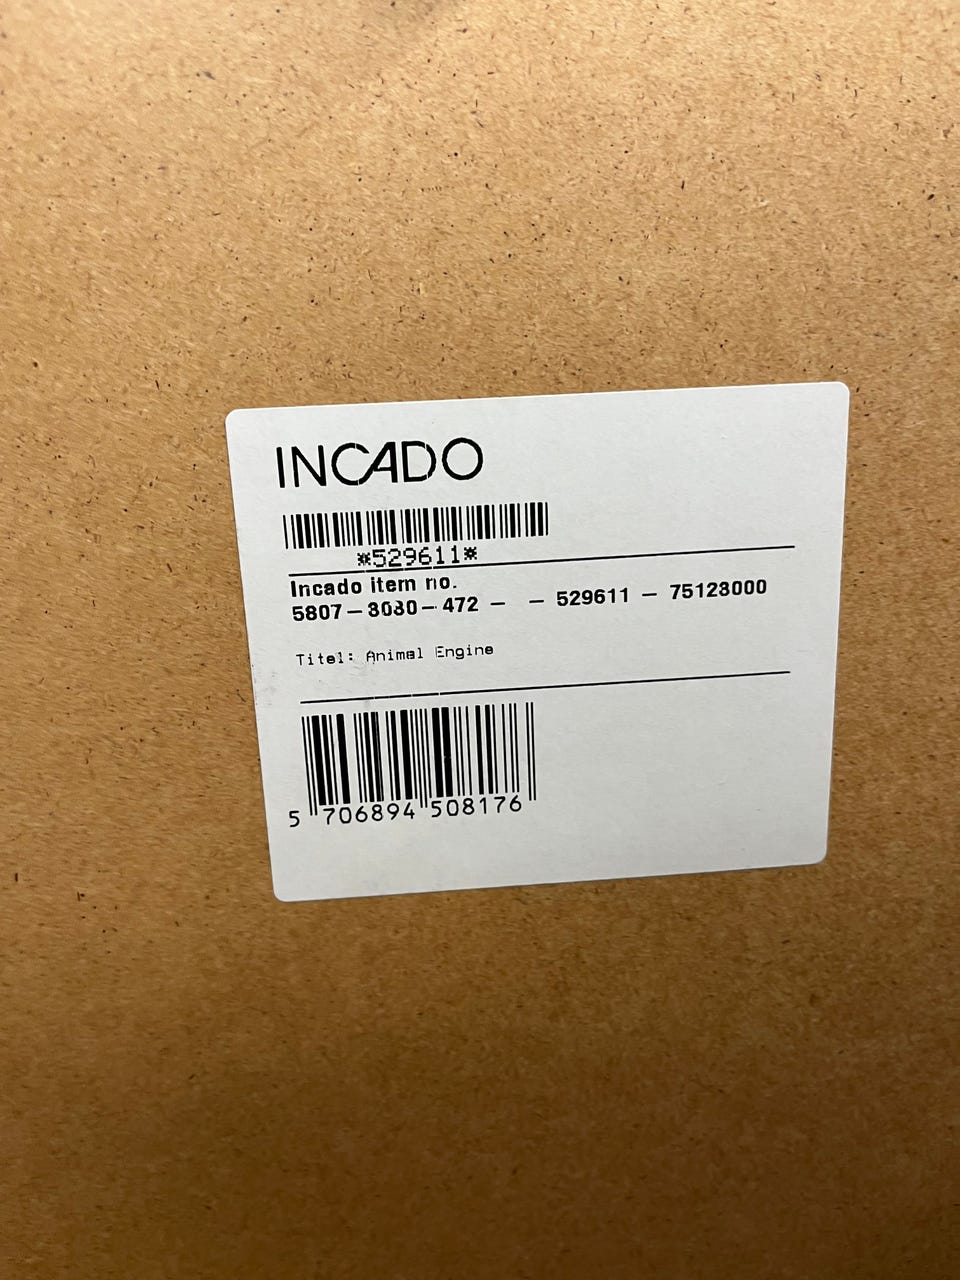 INCADO
*529611*
Incado item no.
5807-3030-472 - - 529611 - 75123000
Titel: Animal Engine
5 706894 508176